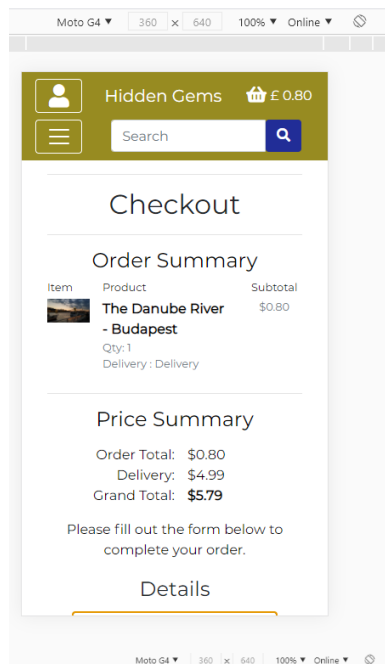 Moto G4 ▼ 360 × 640 100% ▼ Online ▼
Hidden Gems £ 0.80
Search
Checkout
Order Summary
Item Product Subtotal
The Danube River $0.80
- Budapest
Qty: 1
Delivery : Delivery
Price Summary
Order Total: $0.80
Delivery: $4.99
Grand Total: $5.79
Please fill out the form below to
complete your order.
Details
Moto G4 ▼ 360 × 640 100% ▼ Online ▼